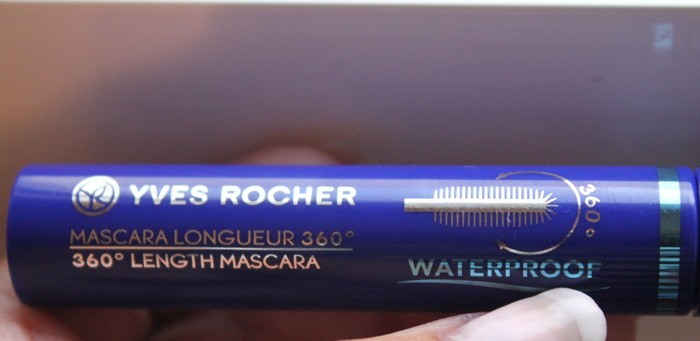 YVES ROCHER
MASCARA LONGUEUR 360°
360° LENGTH MASCARA
360°
WATERPROOF